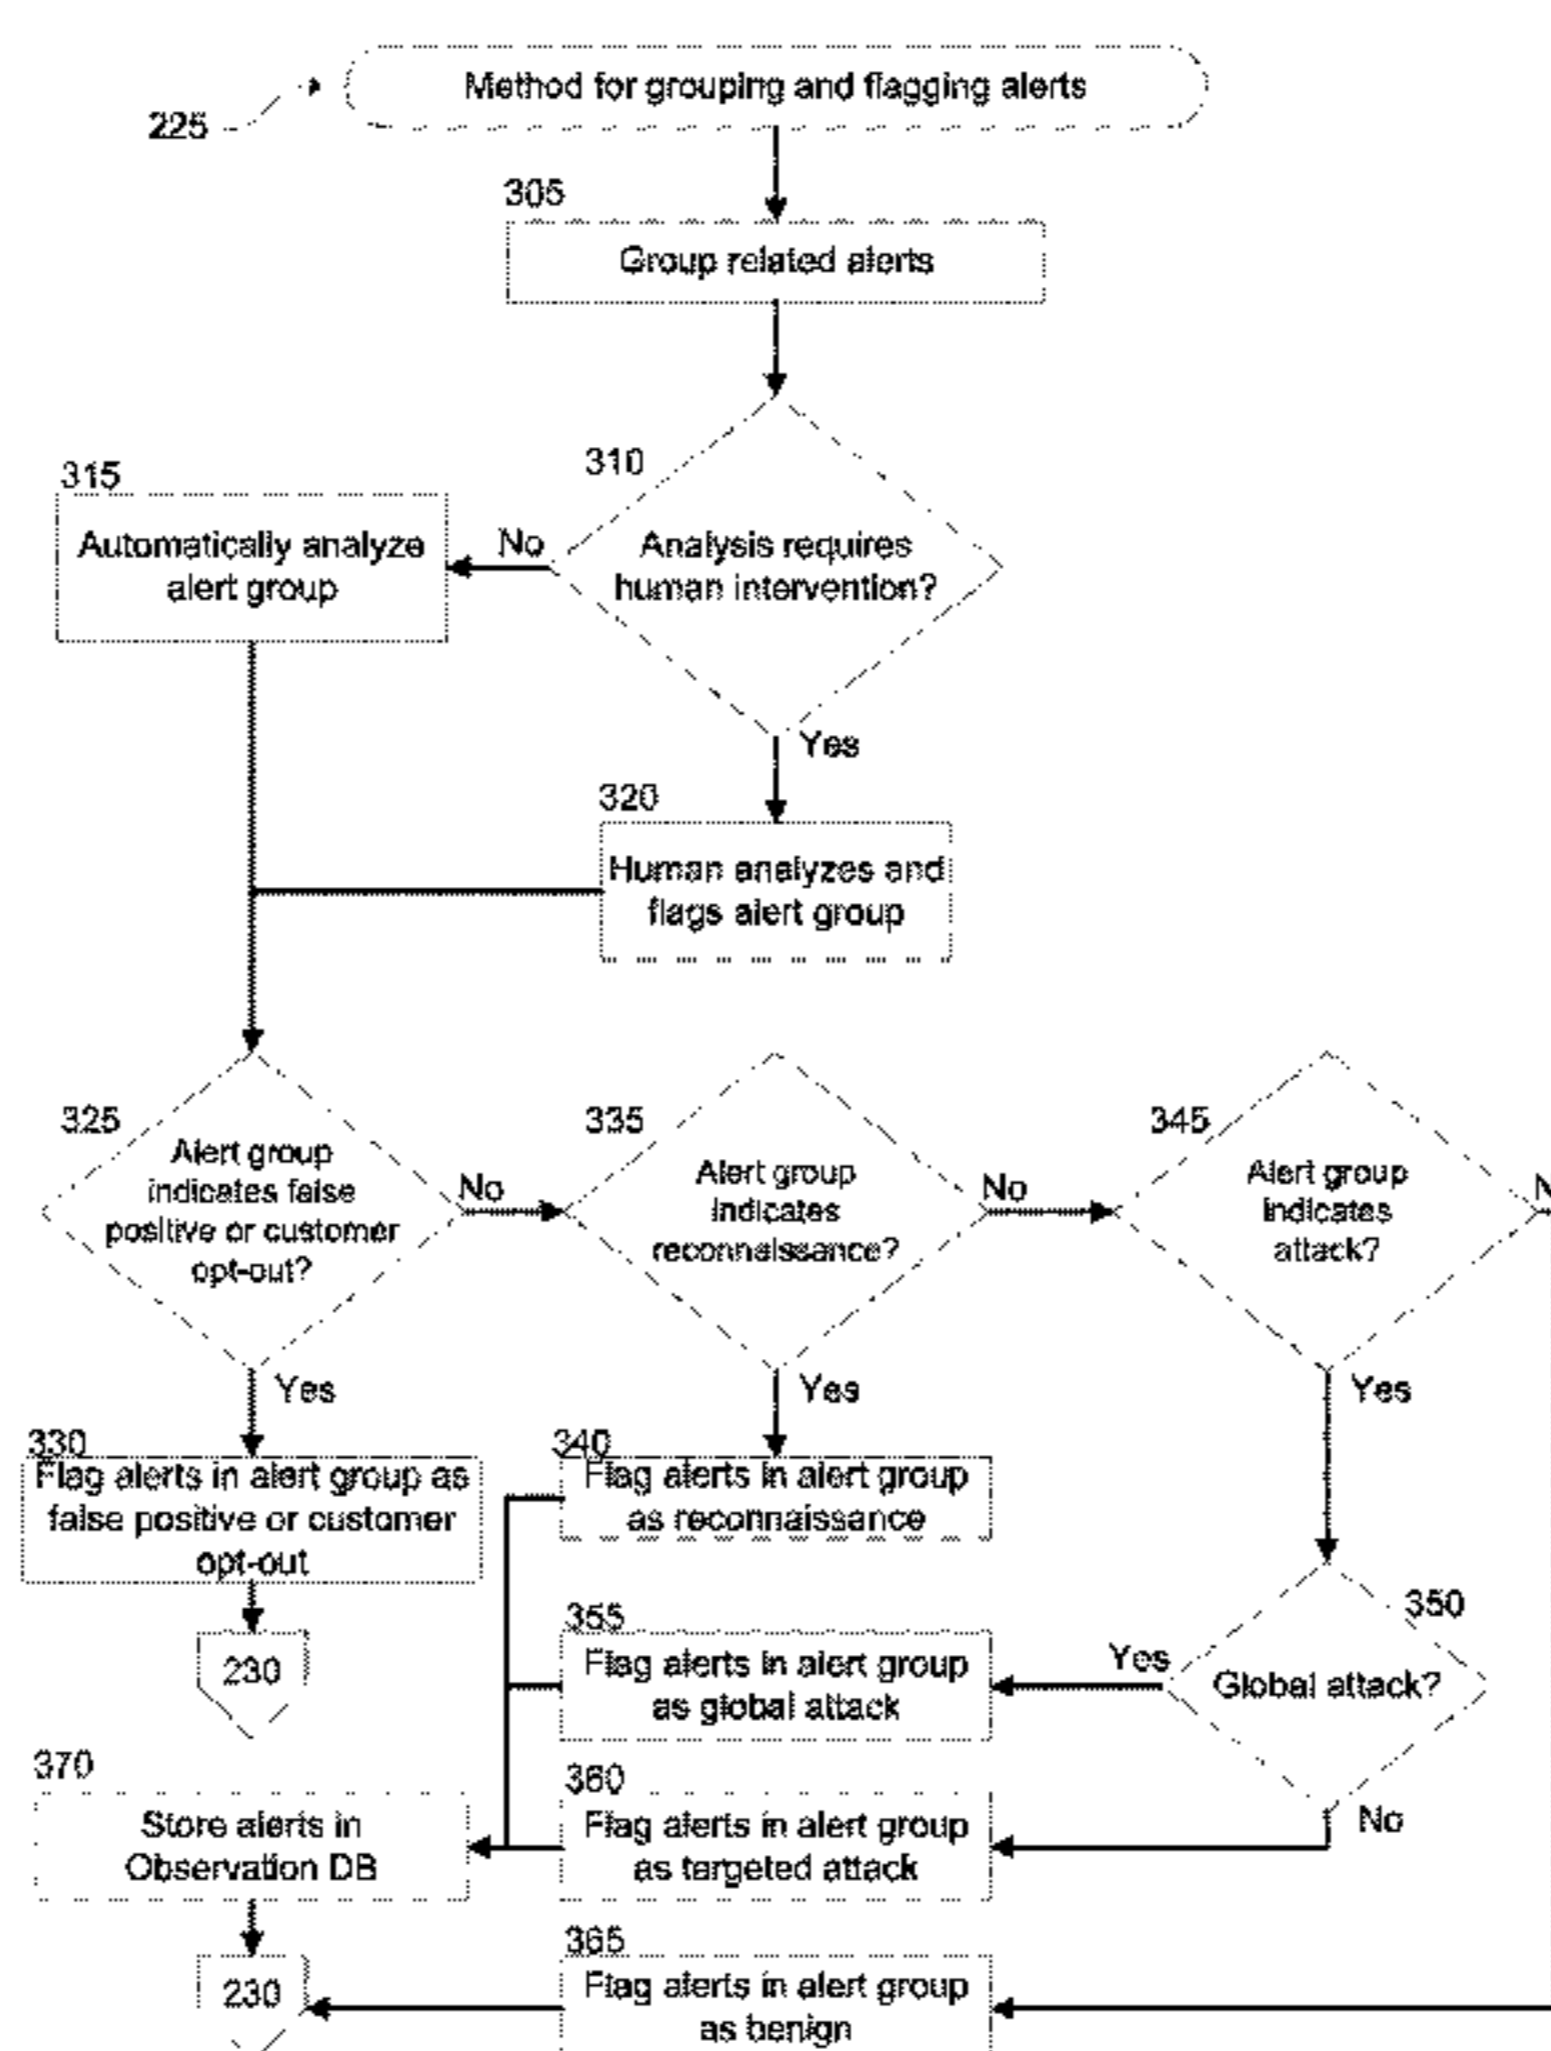 Method for grouping and flagging alerts
225
305
Group related alerts
310
315
Automatically analyze
alert group
No
Analysis requires
human intervention?
Yes
320
Human analyzes and
flags alert group
325
335
345
Alert group
indicates false
positive or customer
opt-out?
No
Alert group
indicates
reconnaissance?
No
Alert group
indicates
attack?
Yes
Yes
Yes
330
Flag alerts in alert group as
false positive or customer
opt-out
340
Flag alerts in alert group
as reconnaissance
230
355
Flag alerts in alert group
as global attack
Yes
350
Global attack?
No
370
Store alerts in
Observation DB
360
Flag alerts in alert group
as targeted attack
230
365
Flag alerts in alert group
as benign